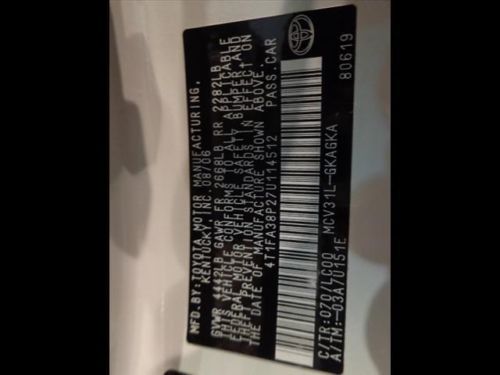 MFD.BY:TOYOTA MOTOR MANUFACTURING,
KENTUCKY, INC. 08/06
GVWR 4442LB GAWR FR 2668LB RR 2282LB
THIS VEHICLE CONFORMS TO ALL APPLICABLE
FEDERAL MOTOR VEHICLE SAFETY BUMPER AND
THEFT PREVENTION STANDARDS IN EFFECT ON
THE DATE OF MANUFACTURE SHOWN ABOVE.
4T1FA38P27U114512 PASS.CAR
C/TR:070/LC00 MCV31L-GKAGKA
A/TM:-03A/U151E 80619